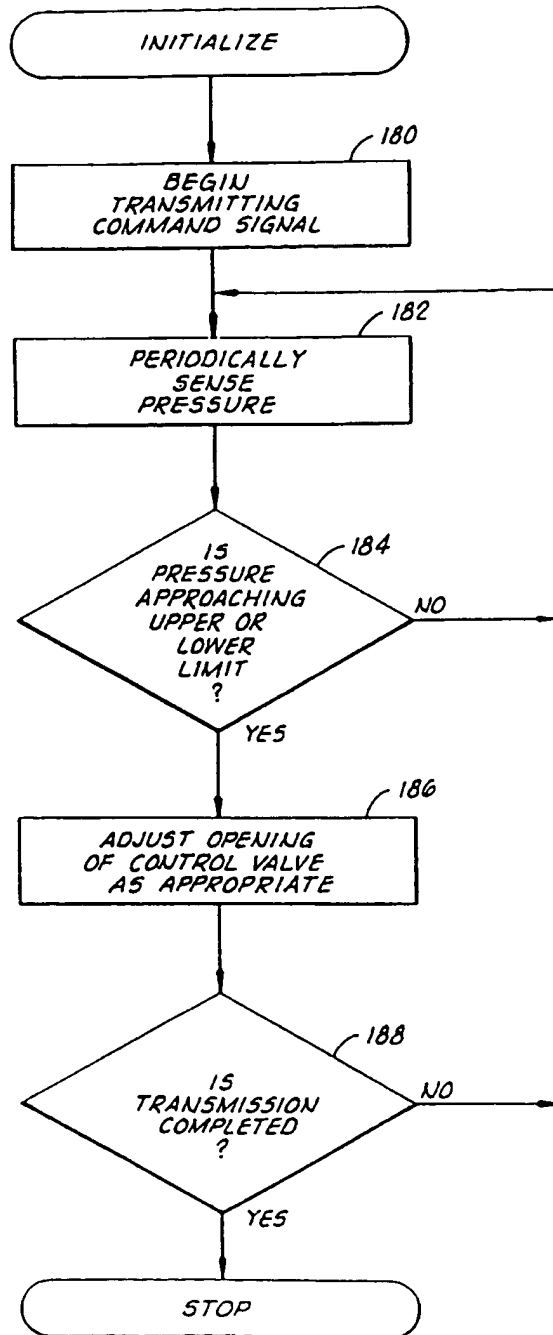 INITIALIZE
180
BEGIN
TRANSMITTING
COMMAND SIGNAL
182
PERIODICALLY
SENSE
PRESSURE
184
IS
PRESSURE
APPROACHING
UPPER OR
LOWER
LIMIT
?
NO
YES
186
ADJUST OPENING
OF CONTROL VALVE
AS APPROPRIATE
188
IS
TRANSMISSION
COMPLETED
?
NO
YES
STOP